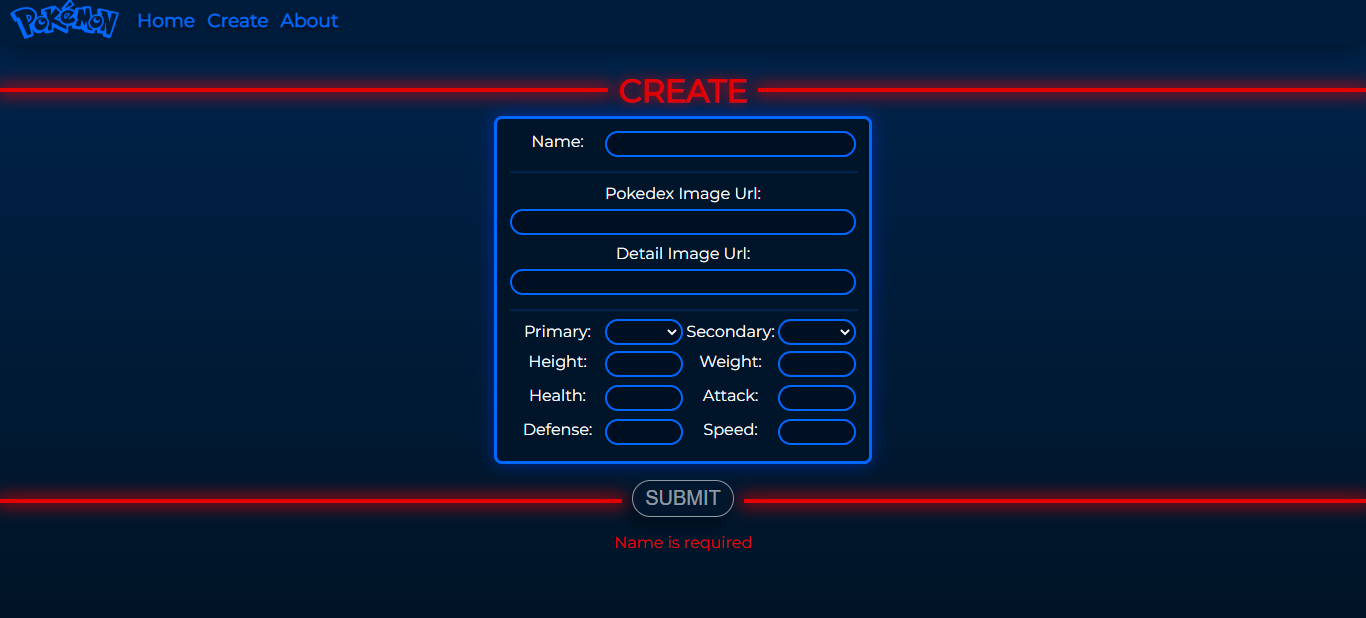 POKéMON Home Create About
CREATE
Name:
Pokedex Image Url:
Detail Image Url:
Primary: Secondary:
Height: Weight:
Health: Attack:
Defense: Speed:
SUBMIT
Name is required